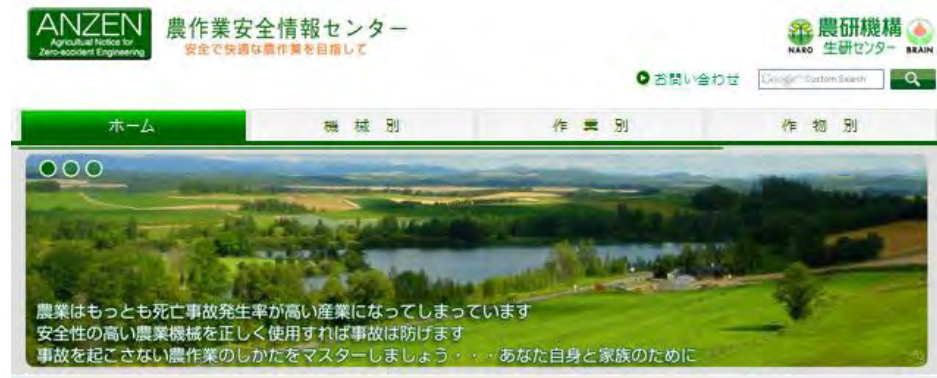 ANZEN
Agricultural Notice for
Zero-accident Engineering
農作業安全情報センター
安全で快適な農作業を目指して
農研機構
NARO 生研センター BRAIN
お問い合わせ
Google Custom Search
ホーム
機 械 別
作 業 別
作 物 別
農業はもっとも死亡事故発生率が高い産業になってしまっています
安全性の高い農業機械を正しく使用すれば事故は防げます
事故を起こさない農作業のしかたをマスターしましょう・・・あなた自身と家族のために